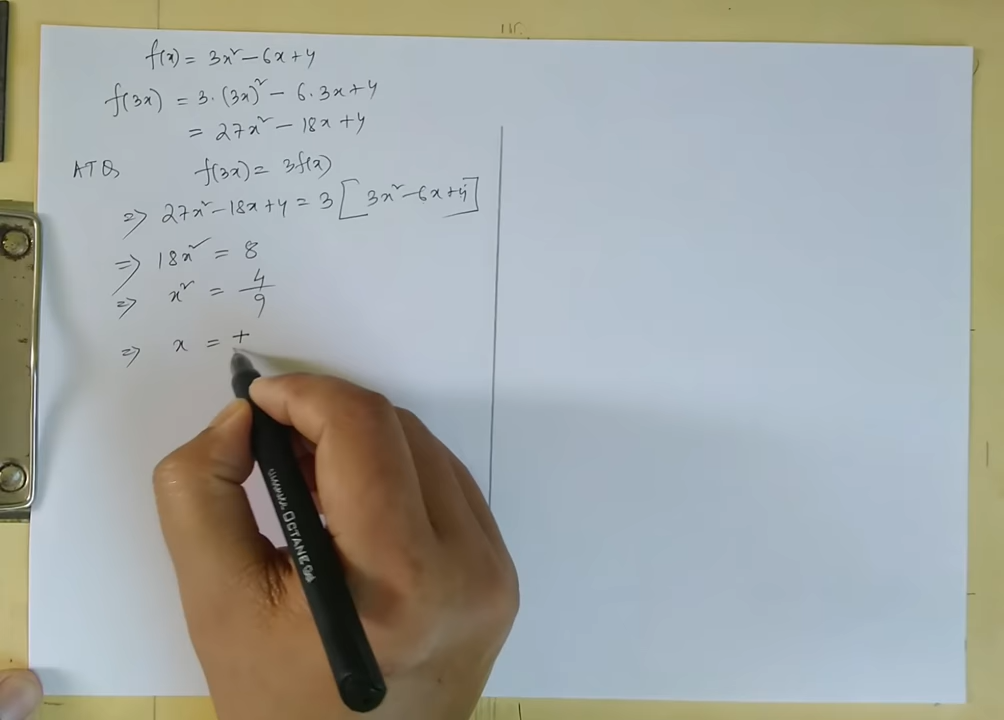 f(x) = 3x² - 6x + 4
f(3x) = 3·(3x)² - 6·3x + 4
= 27x² - 18x + 4
ATQ f(3x) = 3f(x)
⇒ 27x² - 18x + 4 = 3[3x² - 6x + 4]
⇒ 18x² = 8
⇒ x² = 4/9
⇒ x = +
OCTANE